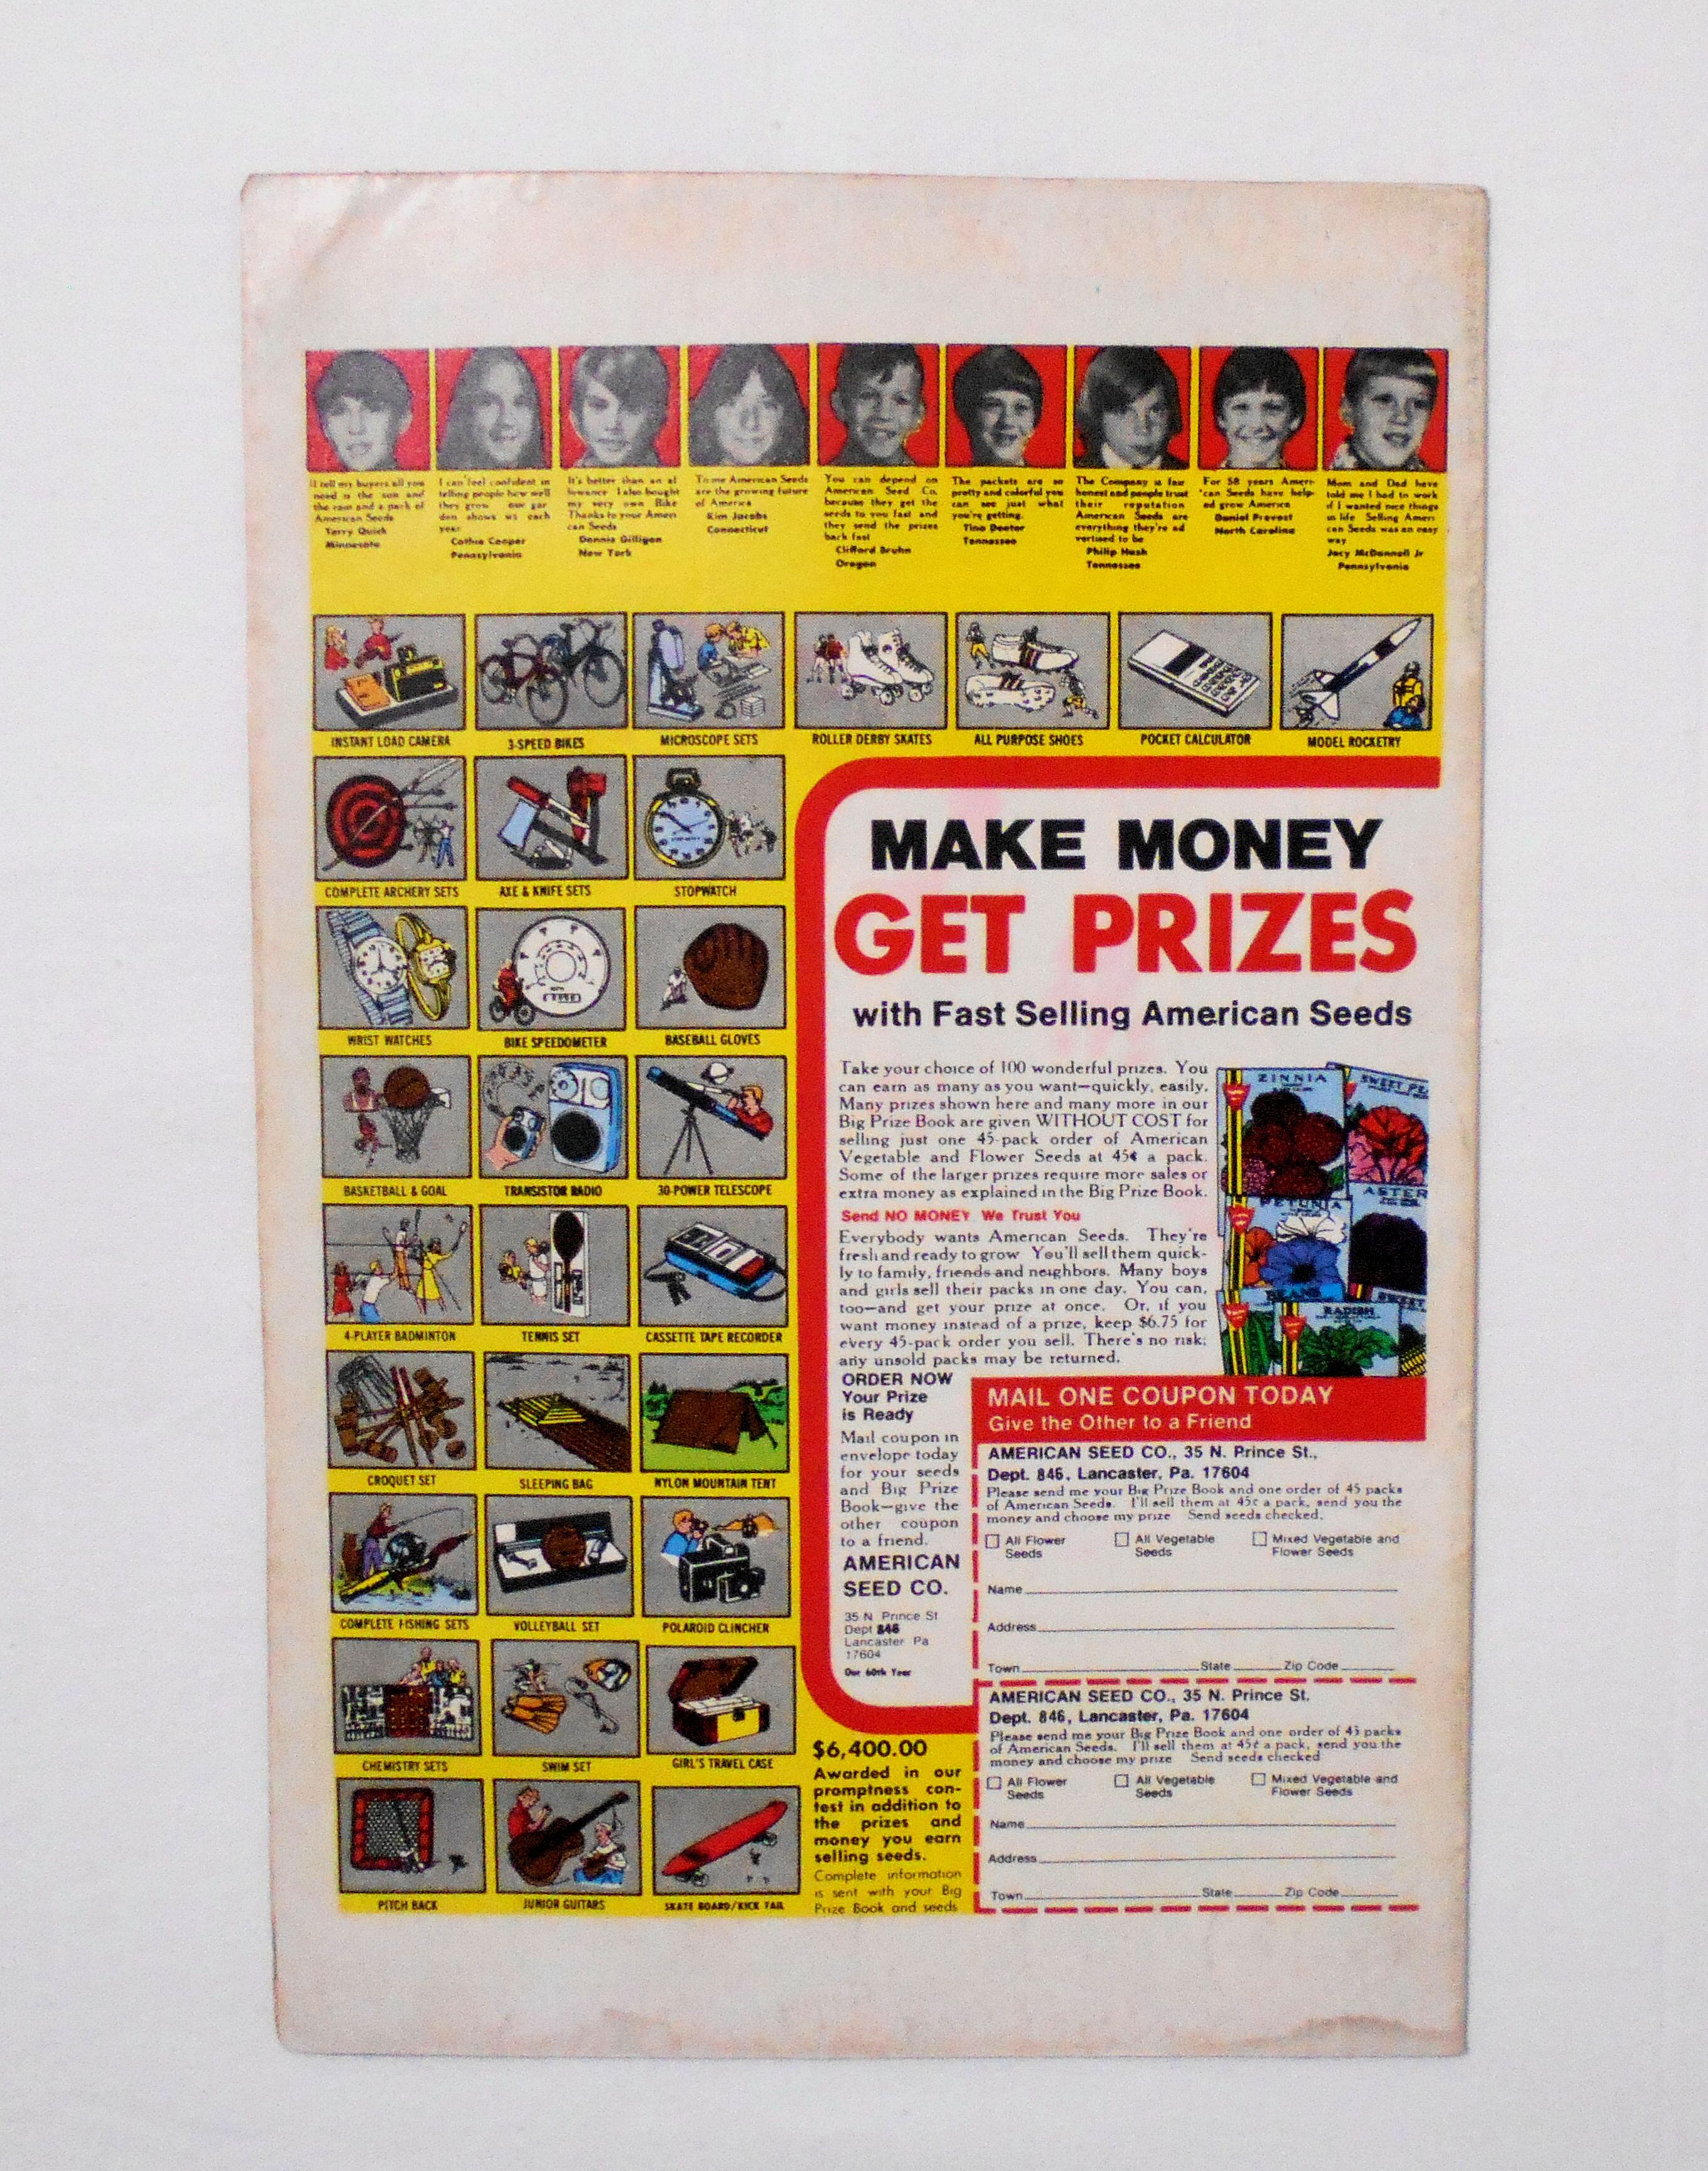 I tell my buyers all you
need is the sun and
the rain and a pack of
American Seeds
Terry Quick
Minnesota
I can feel confident in
telling people how well
they grow our gar
den shows us each
year
Cathie Cooper
Pennsylvania
It's better than an al
lowance I also bought
my very own Bike
Thanks to your Ameri
can Seeds
Dennis Gilligan
New York
To me American Seeds
are the growing future
of America
Kim Jacobs
Connecticut
You can depend on
American Seed Co.
because they get the
seeds to you fast and
they send the prizes
back fast
Clifford Bruhn
Oregon
The packets are so
pretty and colorful you
can see just what
you're getting.
Tina Deeter
Tennessee
The Company is fair
honest and people trust
their reputation
American Seeds are
everything they're ad
vertised to be
Philip Hash
Tennessee
For 58 years Ameri-
can Seeds have help-
ed grow America
Daniel Prevost
North Carolina
Mom and Dad have
told me I had to work
if I wanted nice things
in life Selling Ameri
can Seeds was an easy
way
Jacy McDonnell Jr
Pennsylvania
INSTANT LOAD CAMERA
3-SPEED BIKES
MICROSCOPE SETS
ROLLER DERBY SKATES
ALL PURPOSE SHOES
POCKET CALCULATOR
MODEL ROCKETRY
COMPLETE ARCHERY SETS
AXE & KNIFE SETS
STOPWATCH
WRIST WATCHES
BIKE SPEEDOMETER
BASEBALL GLOVES
BASKETBALL & GOAL
TRANSISTOR RADIO
30-POWER TELESCOPE
4-PLAYER BADMINTON
TENNIS SET
CASSETTE TAPE RECORDER
CROQUET SET
SLEEPING BAG
NYLON MOUNTAIN TENT
COMPLETE FISHING SETS
VOLLEYBALL SET
POLAROID CLINCHER
CHEMISTRY SETS
SWIM SET
GIRL'S TRAVEL CASE
PITCH BACK
JUNIOR GUITARS
SKATE BOARD/KICK TAIL
MAKE MONEY
GET PRIZES
with Fast Selling American Seeds
Take your choice of 100 wonderful prizes. You
can earn as many as you want—quickly, easily.
Many prizes shown here and many more in our
Big Prize Book are given WITHOUT COST for
selling just one 45-pack order of American
Vegetable and Flower Seeds at 45¢ a pack.
Some of the larger prizes require more sales or
extra money as explained in the Big Prize Book.
Send NO MONEY We Trust You
Everybody wants American Seeds. They're
fresh and ready to grow You'll sell them quick-
ly to family, friends and neighbors. Many boys
and girls sell their packs in one day. You can,
too—and get your prize at once. Or, if you
want money instead of a prize, keep $6.75 for
every 45-pack order you sell. There's no risk;
any unsold packs may be returned.
ZINNIA
SWEET PE
PETUNIA
ASTER
BEANS
RADISH
SWEET
ORDER NOW
Your Prize
is Ready
Mail coupon in
envelope today
for your seeds
and Big Prize
Book—give the
other coupon
to a friend.
AMERICAN
SEED CO.
35 N Prince St
Dept 846
Lancaster Pa
17604
Our 60th Year
MAIL ONE COUPON TODAY
Give the Other to a Friend
AMERICAN SEED CO., 35 N. Prince St.,
Dept. 846, Lancaster, Pa. 17604
Please send me your Big Prize Book and one order of 45 packs
of American Seeds. I'll sell them at 45¢ a pack, send you the
money and choose my prize Send seeds checked.
All Flower
Seeds
All Vegetable
Seeds
Mixed Vegetable and
Flower Seeds
Name
Address
Town State Zip Code
AMERICAN SEED CO., 35 N. Prince St.
Dept. 846, Lancaster, Pa. 17604
Please send me your Big Prize Book and one order of 45 packs
of American Seeds. I'll sell them at 45¢ a pack, send you the
money and choose my prize Send seeds checked
All Flower
Seeds
All Vegetable
Seeds
Mixed Vegetable and
Flower Seeds
Name
Address
Town State Zip Code
$6,400.00
Awarded in our
promptness con-
test in addition to
the prizes and
money you earn
selling seeds.
Complete information
is sent with your Big
Prize Book and seeds